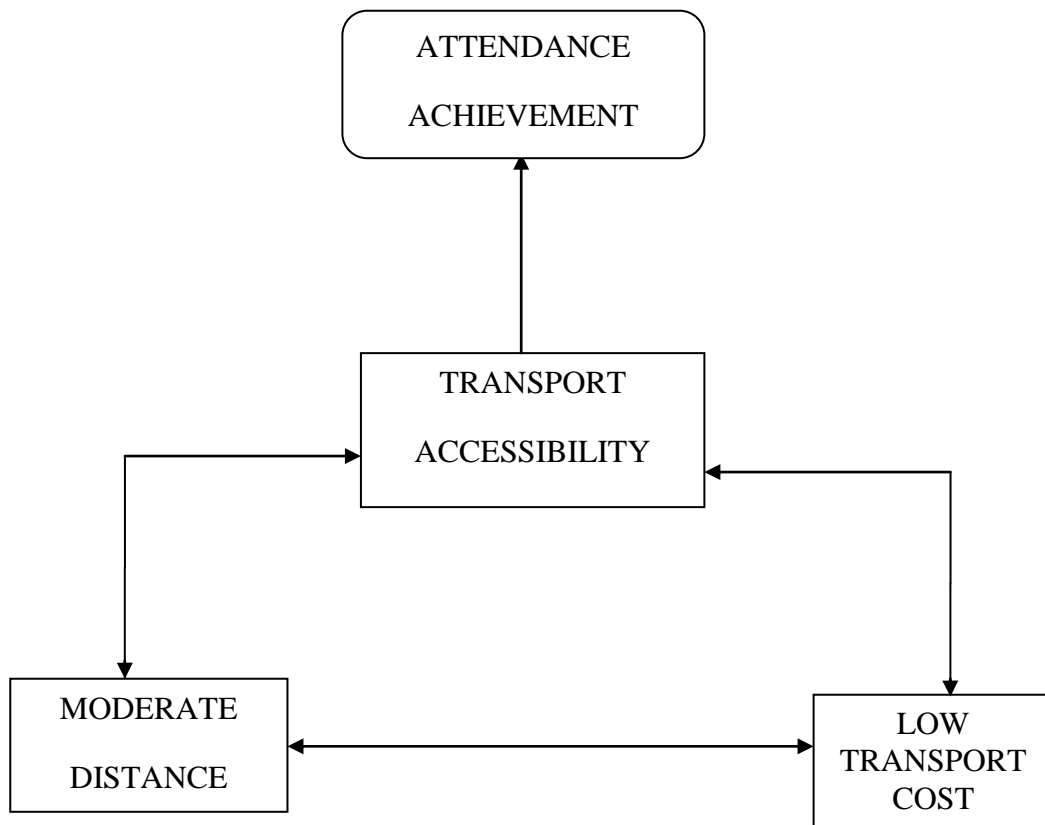 ATTENDANCE
ACHIEVEMENT
TRANSPORT
ACCESSIBILITY
MODERATE
DISTANCE
LOW
TRANSPORT
COST